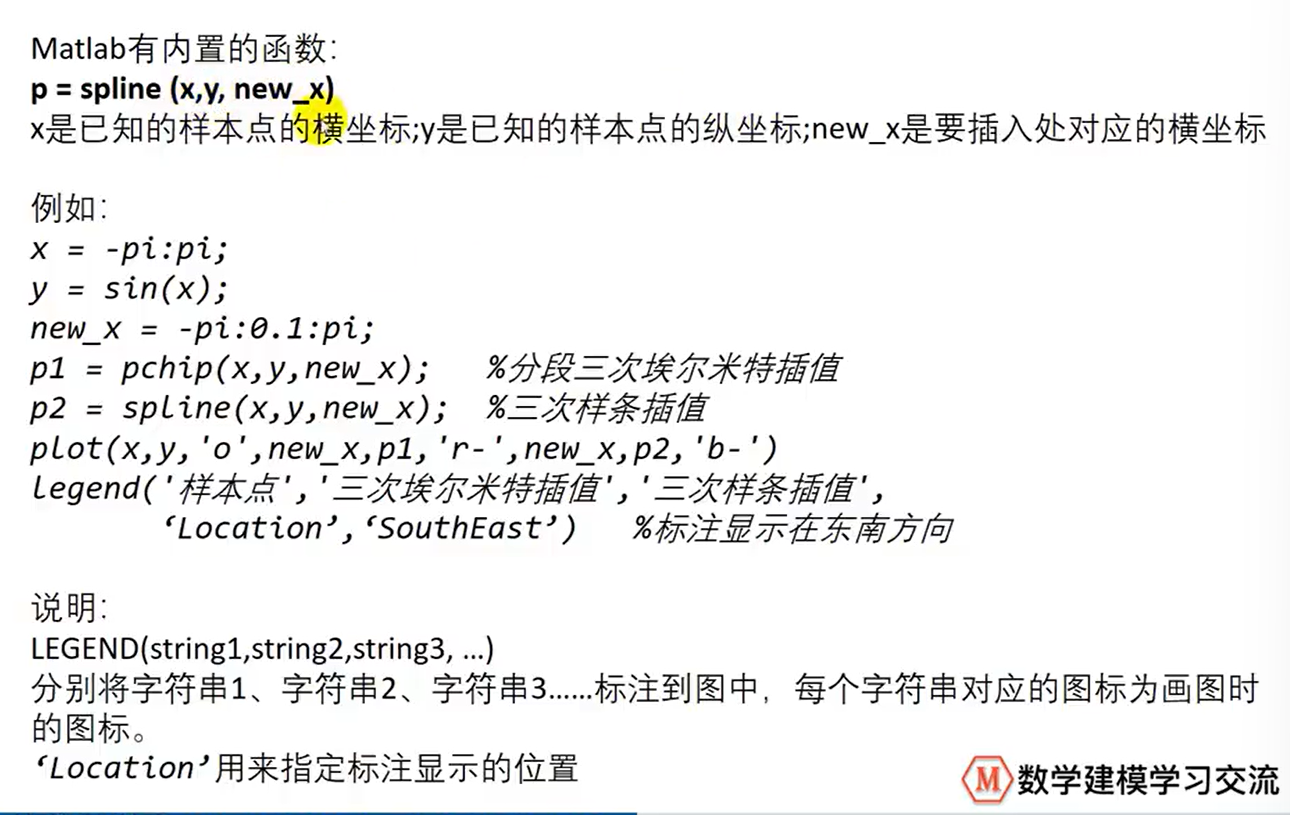 Matlab有内置的函数：
p = spline (x,y, new_x)
x是已知的样本点的横坐标;y是已知的样本点的纵坐标;new_x是要插入处对应的横坐标
例如：
x = -pi:pi;
y = sin(x);
new_x = -pi:0.1:pi;
p1 = pchip(x,y,new_x);   %分段三次埃尔米特插值
p2 = spline(x,y,new_x);  %三次样条插值
plot(x,y,'o',new_x,p1,'r-',new_x,p2,'b-')
legend('样本点','三次埃尔米特插值','三次样条插值',
‘Location’,‘SouthEast’)   %标注显示在东南方向
说明：
LEGEND(string1,string2,string3, …)
分别将字符串1、字符串2、字符串3……标注到图中，每个字符串对应的图标为画图时
的图标。
‘Location’用来指定标注显示的位置
M 数学建模学习交流